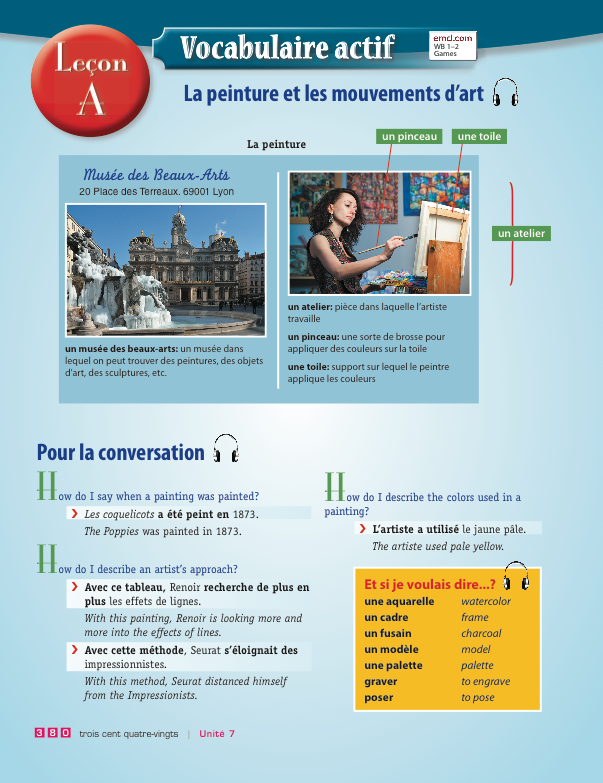 Leçon
A
Vocabulaire actif
emcl.com
WB 1–2
Games
La peinture et les mouvements d’art
La peinture
un pinceau
une toile
un atelier
Musée des Beaux-Arts
20 Place des Terreaux. 69001 Lyon
un musée des beaux-arts: un musée dans
lequel on peut trouver des peintures, des objets
d’art, des sculptures, etc.
un atelier: pièce dans laquelle l’artiste
travaille
un pinceau: une sorte de brosse pour
appliquer des couleurs sur la toile
une toile: support sur lequel le peintre
applique les couleurs
Pour la conversation
How do I say when a painting was painted?
Les coquelicots a été peint en 1873.
The Poppies was painted in 1873.
How do I describe an artist’s approach?
Avec ce tableau, Renoir recherche de plus en
plus les effets de lignes.
With this painting, Renoir is looking more and
more into the effects of lines.
Avec cette méthode, Seurat s’éloignait des
impressionnistes.
With this method, Seurat distanced himself
from the Impressionists.
How do I describe the colors used in a
painting?
L’artiste a utilisé le jaune pâle.
The artist used pale yellow.
Et si je voulais dire...?
une aquarelle watercolor
un cadre frame
un fusain charcoal
un modèle model
une palette palette
graver to engrave
poser to pose
380 trois cent quatre-vingts | Unité 7